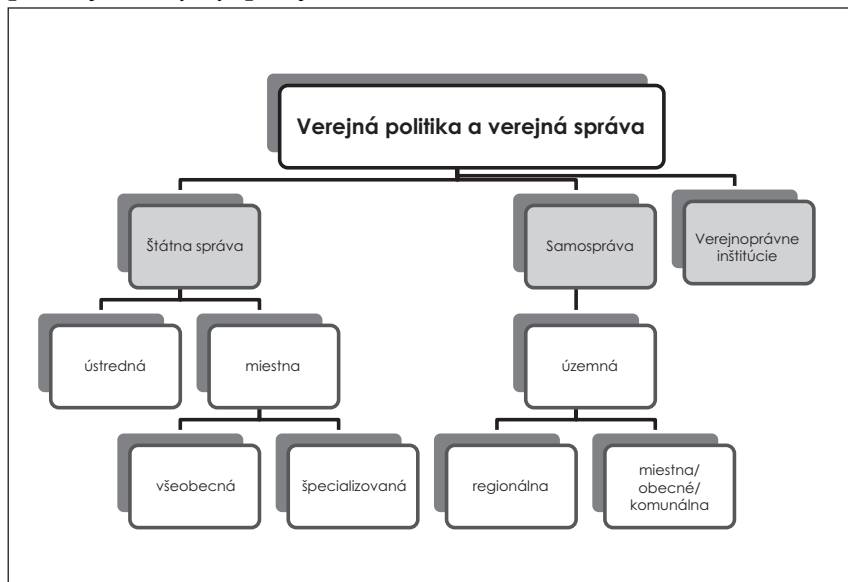 Verejná politika a verejná správa
Štátna správa
Samospráva
Verejnoprávne
inštitúcie
ústredná
miestna
územná
všeobecná
špecializovaná
regionálna
miestna/
obecné/
komunálna